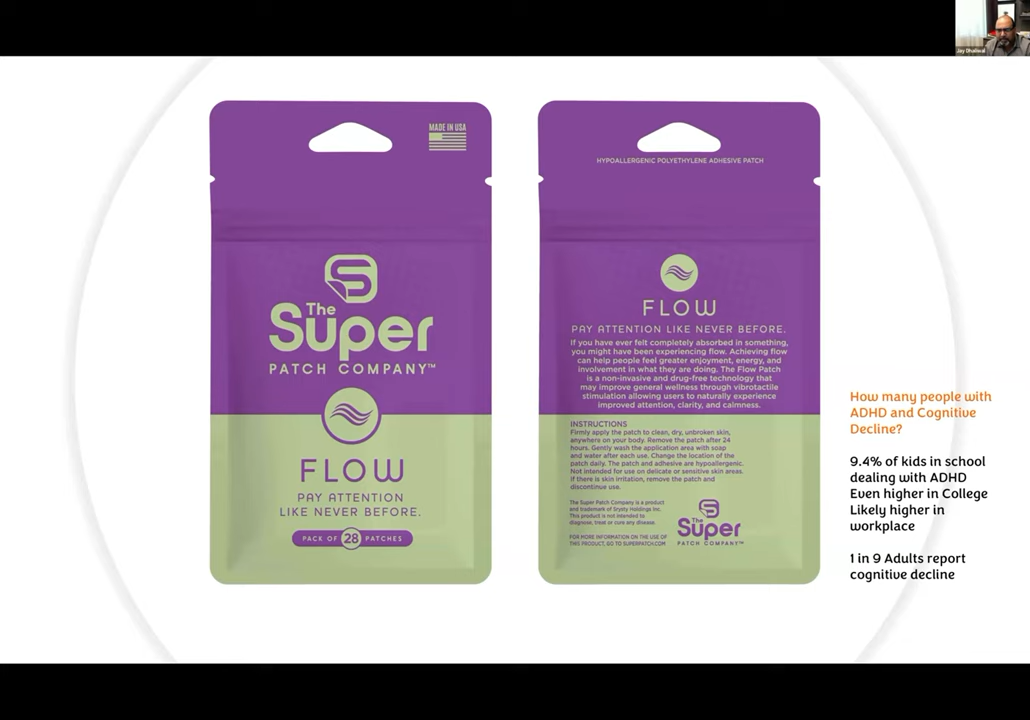 Jay Dhaliwal
MADE IN USA
The
Super
PATCH COMPANY™
FLOW
PAY ATTENTION
LIKE NEVER BEFORE.
PACK OF 28 PATCHES
HYPOALLERGENIC POLYETHYLENE ADHESIVE PATCH
FLOW
PAY ATTENTION LIKE NEVER BEFORE.
If you have ever felt completely absorbed in something,
you might have been experiencing flow. Achieving flow
can help people feel greater enjoyment, energy, and
involvement in what they are doing. The Flow Patch
is a non-invasive and drug-free technology that
may improve general wellness through vibrotactile
stimulation allowing users to naturally experience
improved attention, clarity, and calmness.
INSTRUCTIONS
Firmly apply the patch to clean, dry, unbroken skin,
anywhere on your body. Remove the patch after 24
hours. Gently wash the application area with soap
and water after each use. Change the location of the
patch daily. The patch and adhesive are hypoallergenic.
Not intended for use on delicate or sensitive skin areas.
If there is skin irritation, remove the patch and
discontinue use.
The Super Patch Company is a product
and trademark of Srysty Holdings Inc.
This product is not intended to
diagnose, treat or cure any disease.
FOR MORE INFORMATION ON THE USE OF
THIS PRODUCT, GO TO SUPERPATCH.COM
The
Super
PATCH COMPANY™
How many people with
ADHD and Cognitive
Decline?
9.4% of kids in school
dealing with ADHD
Even higher in College
Likely higher in
workplace
1 in 9 Adults report
cognitive decline